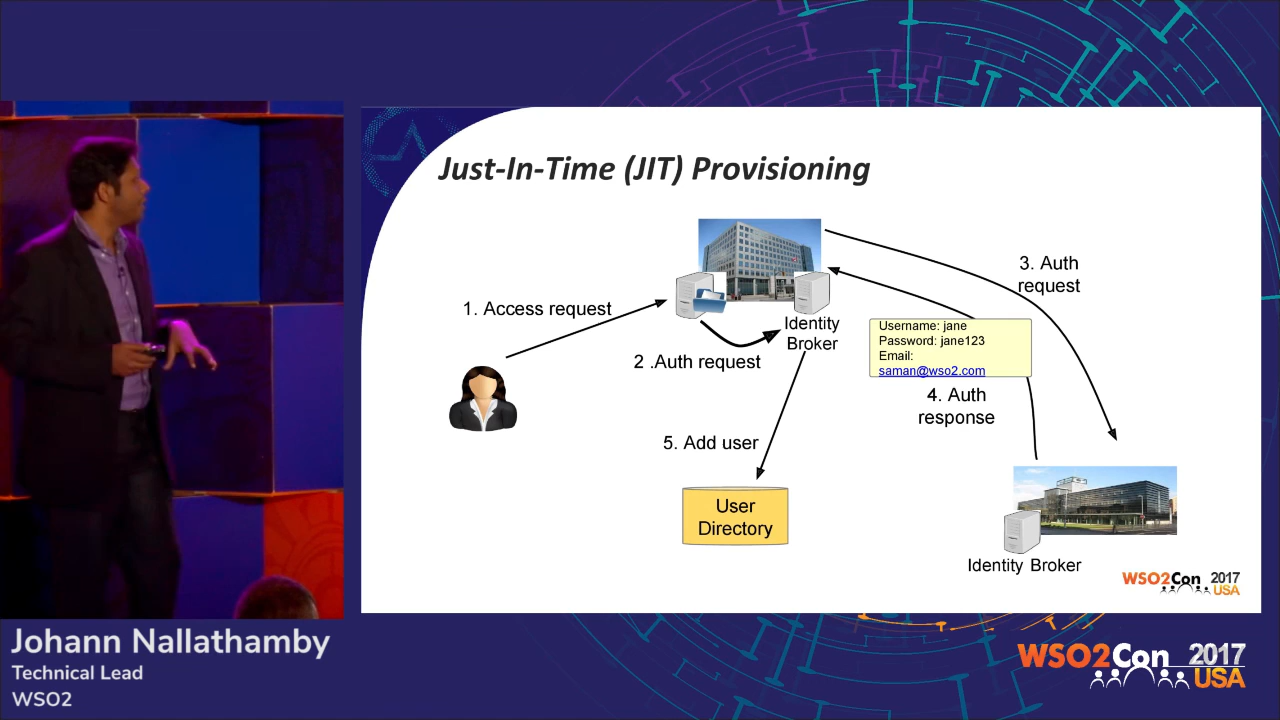 Just-In-Time (JIT) Provisioning
1. Access request
2 .Auth request
Identity
Broker
3. Auth
request
Username: jane
Password: jane123
Email:
saman@wso2.com
4. Auth
response
5. Add user
User
Directory
Identity Broker
WSO2Con 2017
USA
Johann Nallathamby
Technical Lead
WSO2
WSO2Con 2017
USA